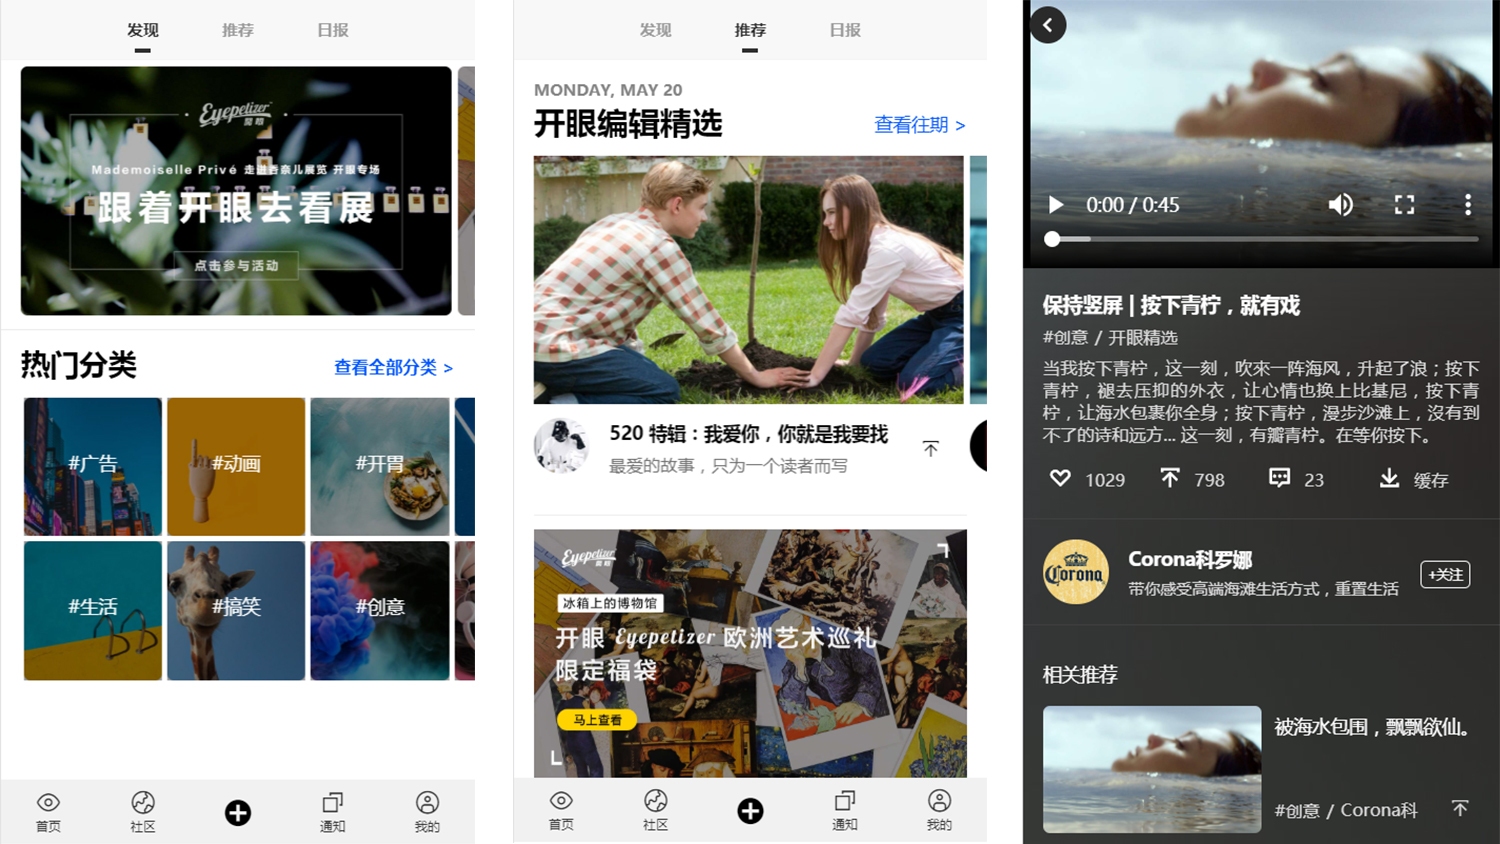 发现 推荐 日报
Eyepetizer
开眼
Mademoiselle Privé 走进香奈儿展览 开眼专场
跟着开眼去看展
点击参与活动
热门分类 查看全部分类 >
#广告 #动画 #开胃
#生活 #搞笑 #创意
首页 社区 通知 我的
发现 推荐 日报
MONDAY, MAY 20
开眼编辑精选 查看往期 >
520 特辑：我爱你，你就是我要找
最爱的故事，只为一个读者而写
Eyepetizer
开眼
冰箱上的博物馆
开眼 Eyepetizer 欧洲艺术巡礼
限定福袋
马上查看
首页 社区 通知 我的
0:00 / 0:45
保持竖屏 | 按下青柠，就有戏
#创意 / 开眼精选
当我按下青柠，这一刻，吹来一阵海风，升起了浪；按下
青柠，褪去压抑的外衣，让心情也换上比基尼，按下青
柠，让海水包裹你全身；按下青柠，漫步沙滩上，沒有到
不了的诗和远方... 这一刻，有瓣青柠。在等你按下。
1029 798 23 缓存
Corona
Corona科罗娜
带你感受高端海滩生活方式，重置生活
+关注
相关推荐
被海水包围，飘飘欲仙。
#创意 / Corona科